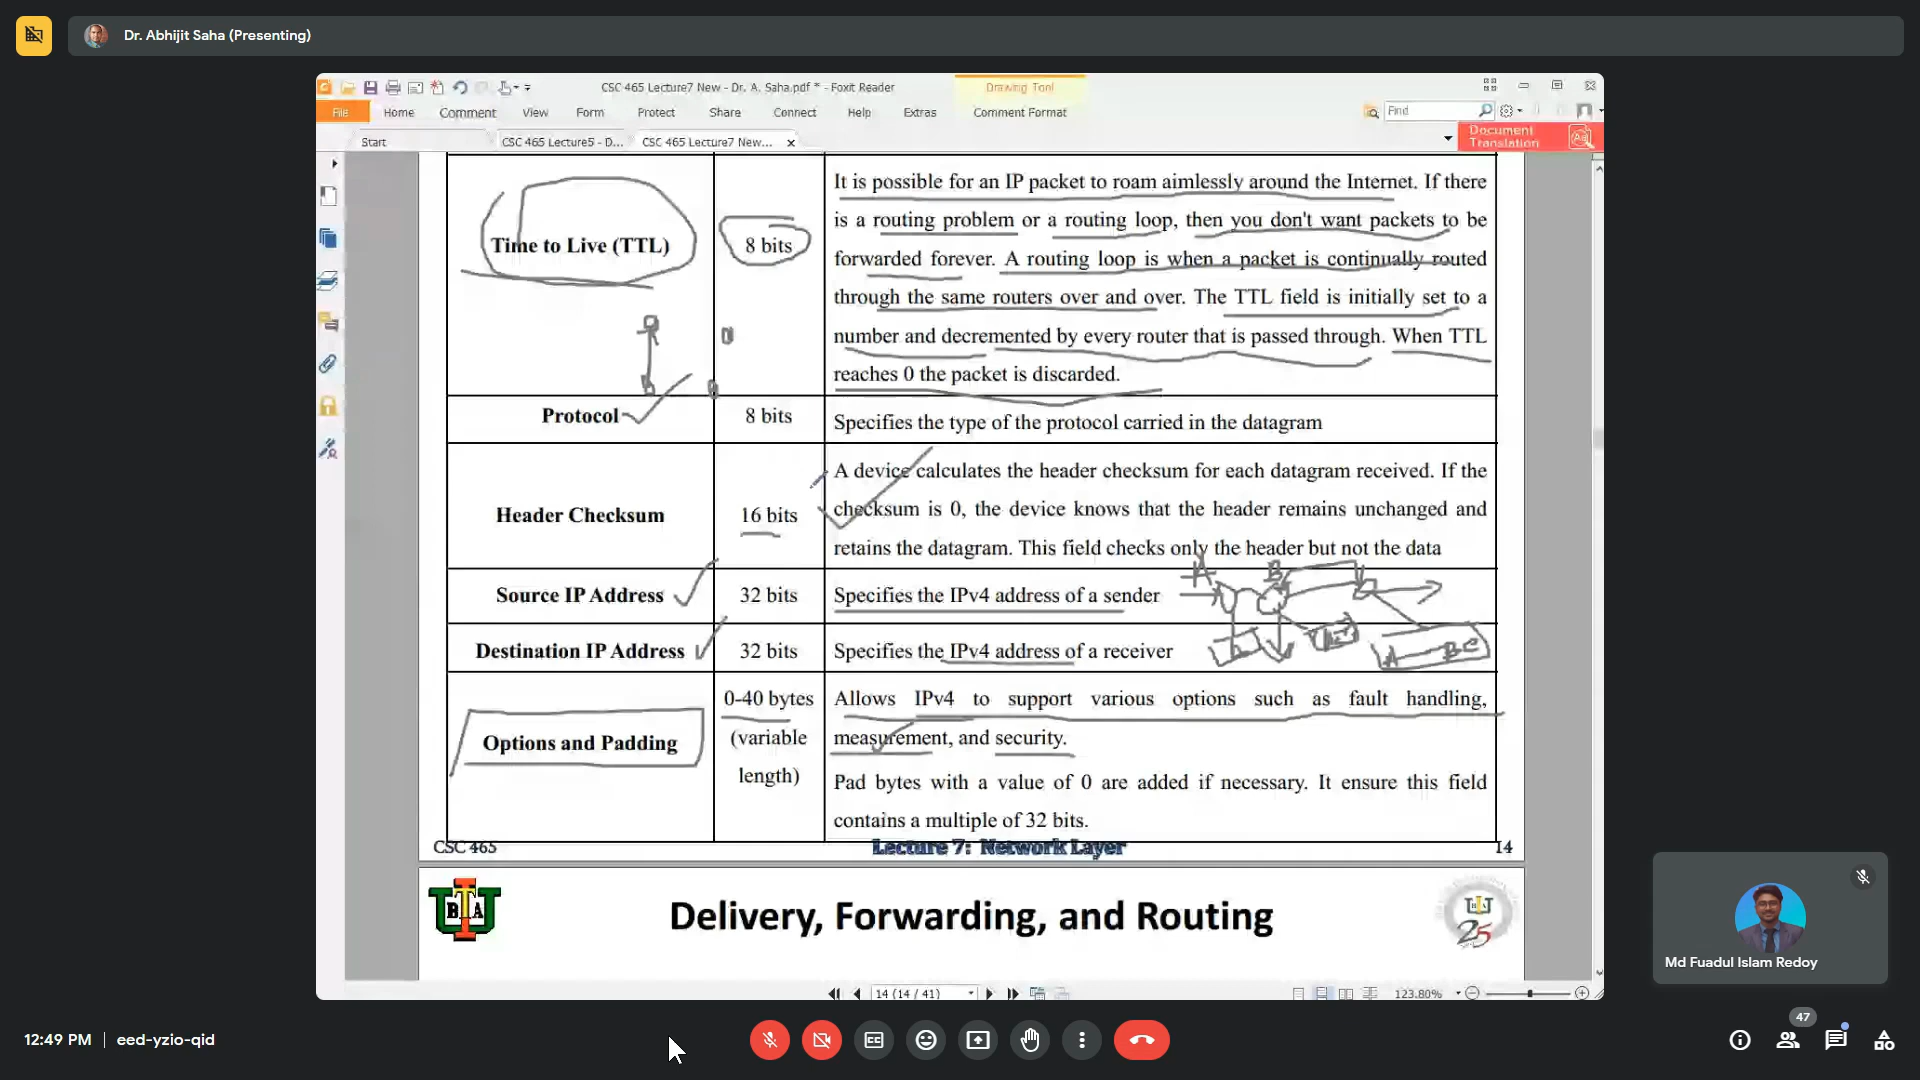 Dr. Abhijit Saha (Presenting)
CSC 465 Lecture7 New - Dr. A. Saha.pdf * - Foxit Reader
Drawing Tool
File
Home
Comment
View
Form
Protect
Share
Connect
Help
Extras
Comment Format
Find
Start
CSC 465 Lecture5 - D...
CSC 465 Lecture7 New...
Document
Translation
Time to Live (TTL)
8 bits
It is possible for an IP packet to roam aimlessly around the Internet. If there
is a routing problem or a routing loop, then you don't want packets to be
forwarded forever. A routing loop is when a packet is continually routed
through the same routers over and over. The TTL field is initially set to a
number and decremented by every router that is passed through. When TTL
reaches 0 the packet is discarded.
Protocol
8 bits
Specifies the type of the protocol carried in the datagram
Header Checksum
16 bits
A device calculates the header checksum for each datagram received. If the
checksum is 0, the device knows that the header remains unchanged and
retains the datagram. This field checks only the header but not the data
A
B
Source IP Address
32 bits
Specifies the IPv4 address of a sender
Destination IP Address
32 bits
Specifies the IPv4 address of a receiver
Options and Padding
0-40 bytes
(variable
length)
Allows IPv4 to support various options such as fault handling,
measurement, and security.
Pad bytes with a value of 0 are added if necessary. It ensure this field
contains a multiple of 32 bits.
CSC 465
Lecture 7: Network Layer
14
Delivery, Forwarding, and Routing
14 (14 / 41)
123.80%
Md Fuadul Islam Redoy
12:49 PM
eed-yzio-qid
47